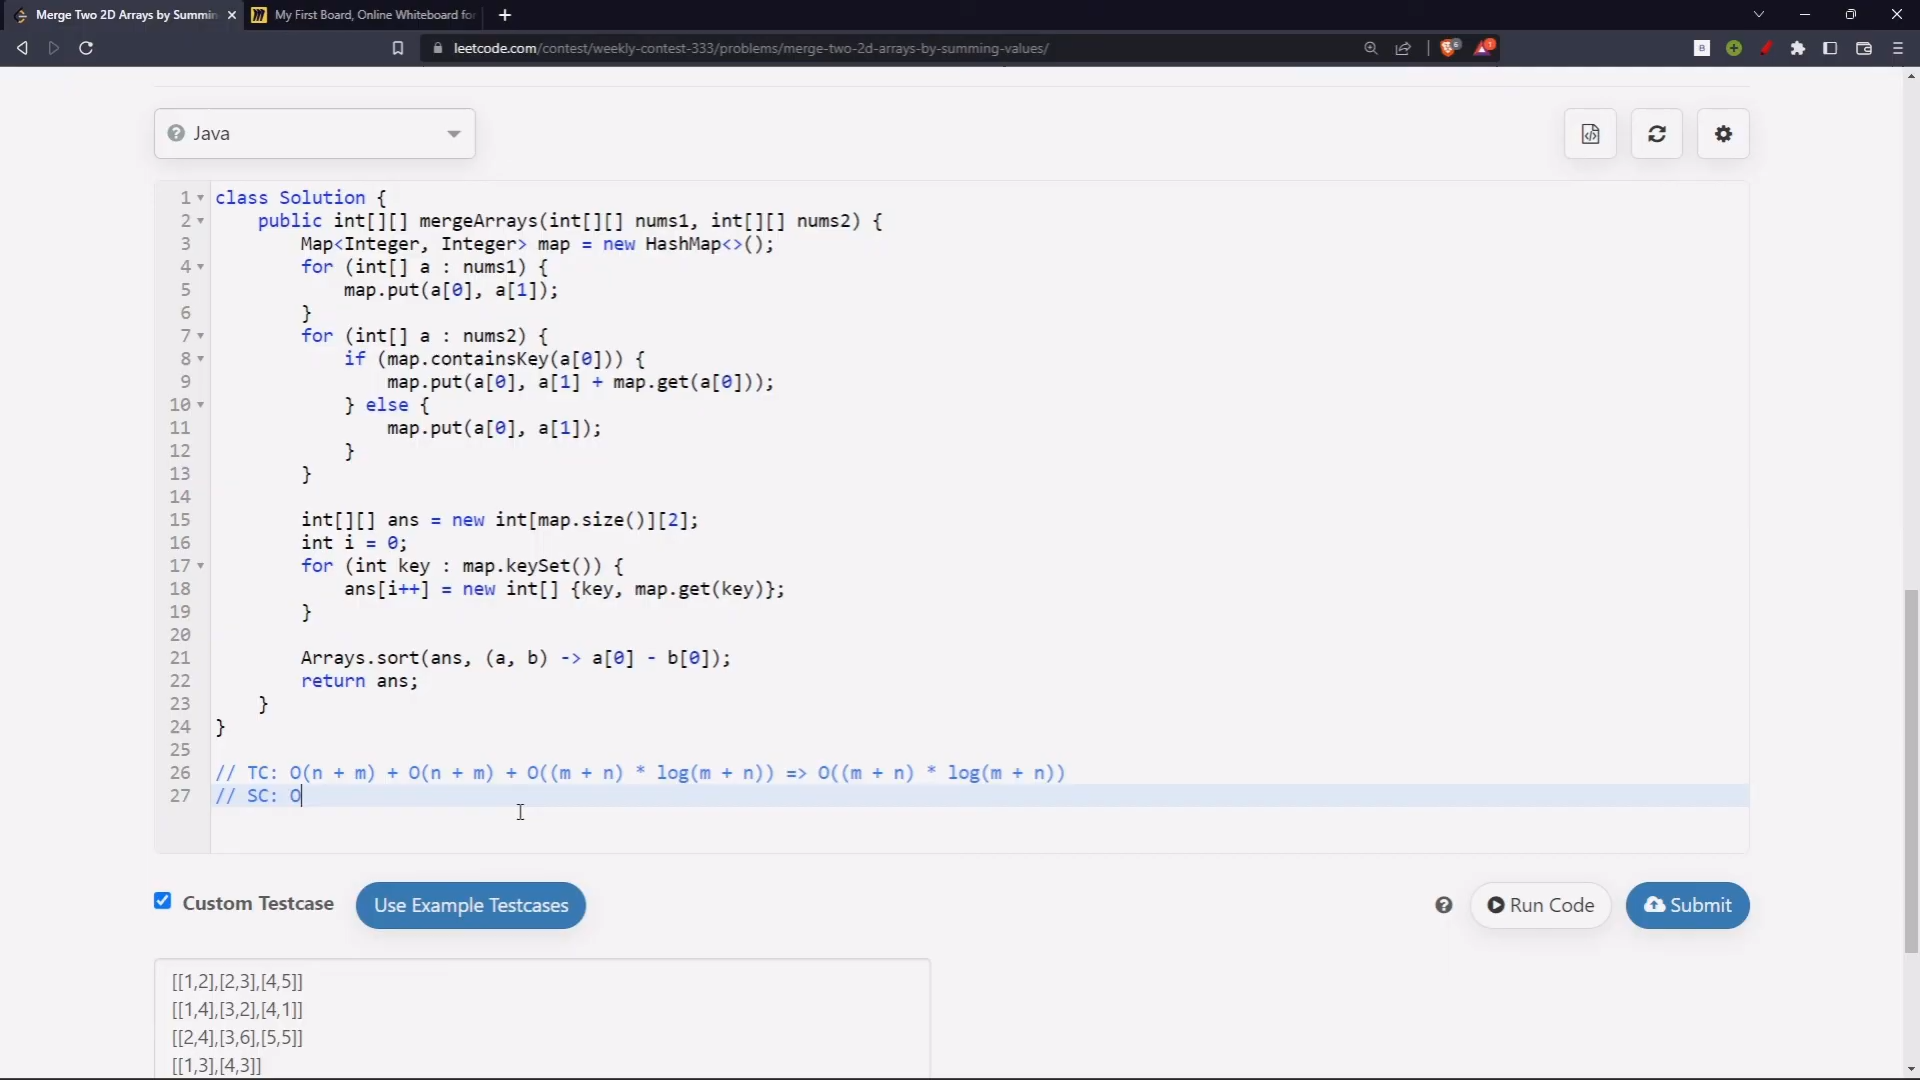 Merge Two 2D Arrays by Summin
My First Board, Online Whiteboard for
leetcode.com/contest/weekly-contest-333/problems/merge-two-2d-arrays-by-summing-values/
Java
1 class Solution {
2     public int[][] mergeArrays(int[][] nums1, int[][] nums2) {
3         Map<Integer, Integer> map = new HashMap<>();
4         for (int[] a : nums1) {
5             map.put(a[0], a[1]);
6         }
7         for (int[] a : nums2) {
8             if (map.containsKey(a[0])) {
9                 map.put(a[0], a[1] + map.get(a[0]));
10             } else {
11                 map.put(a[0], a[1]);
12             }
13         }
14
15         int[][] ans = new int[map.size()][2];
16         int i = 0;
17         for (int key : map.keySet()) {
18             ans[i++] = new int[] {key, map.get(key)};
19         }
20
21         Arrays.sort(ans, (a, b) -> a[0] - b[0]);
22         return ans;
23     }
24 }
25
26 // TC: O(n + m) + O(n + m) + O((m + n) * log(m + n)) => O((m + n) * log(m + n))
27 // SC: O
Custom Testcase
Use Example Testcases
Run Code
Submit
[[1,2],[2,3],[4,5]]
[[1,4],[3,2],[4,1]]
[[2,4],[3,6],[5,5]]
[[1,3],[4,3]]